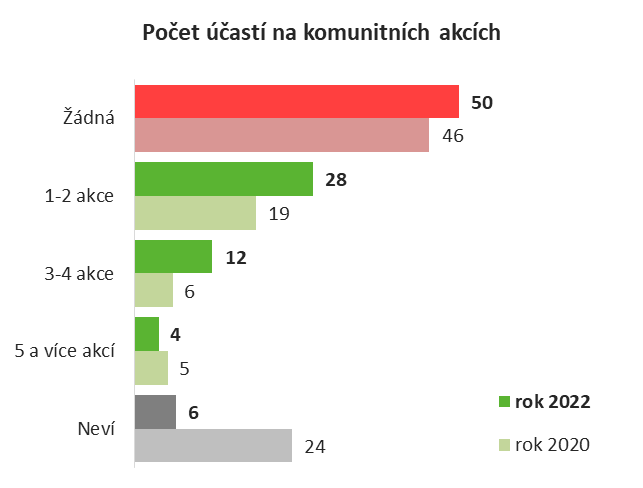 Počet účastí na komunitních akcích
Žádná
50
46
1-2 akce
28
19
3-4 akce
12
6
5 a více akcí
4
5
Neví
6
24
rok 2022
rok 2020